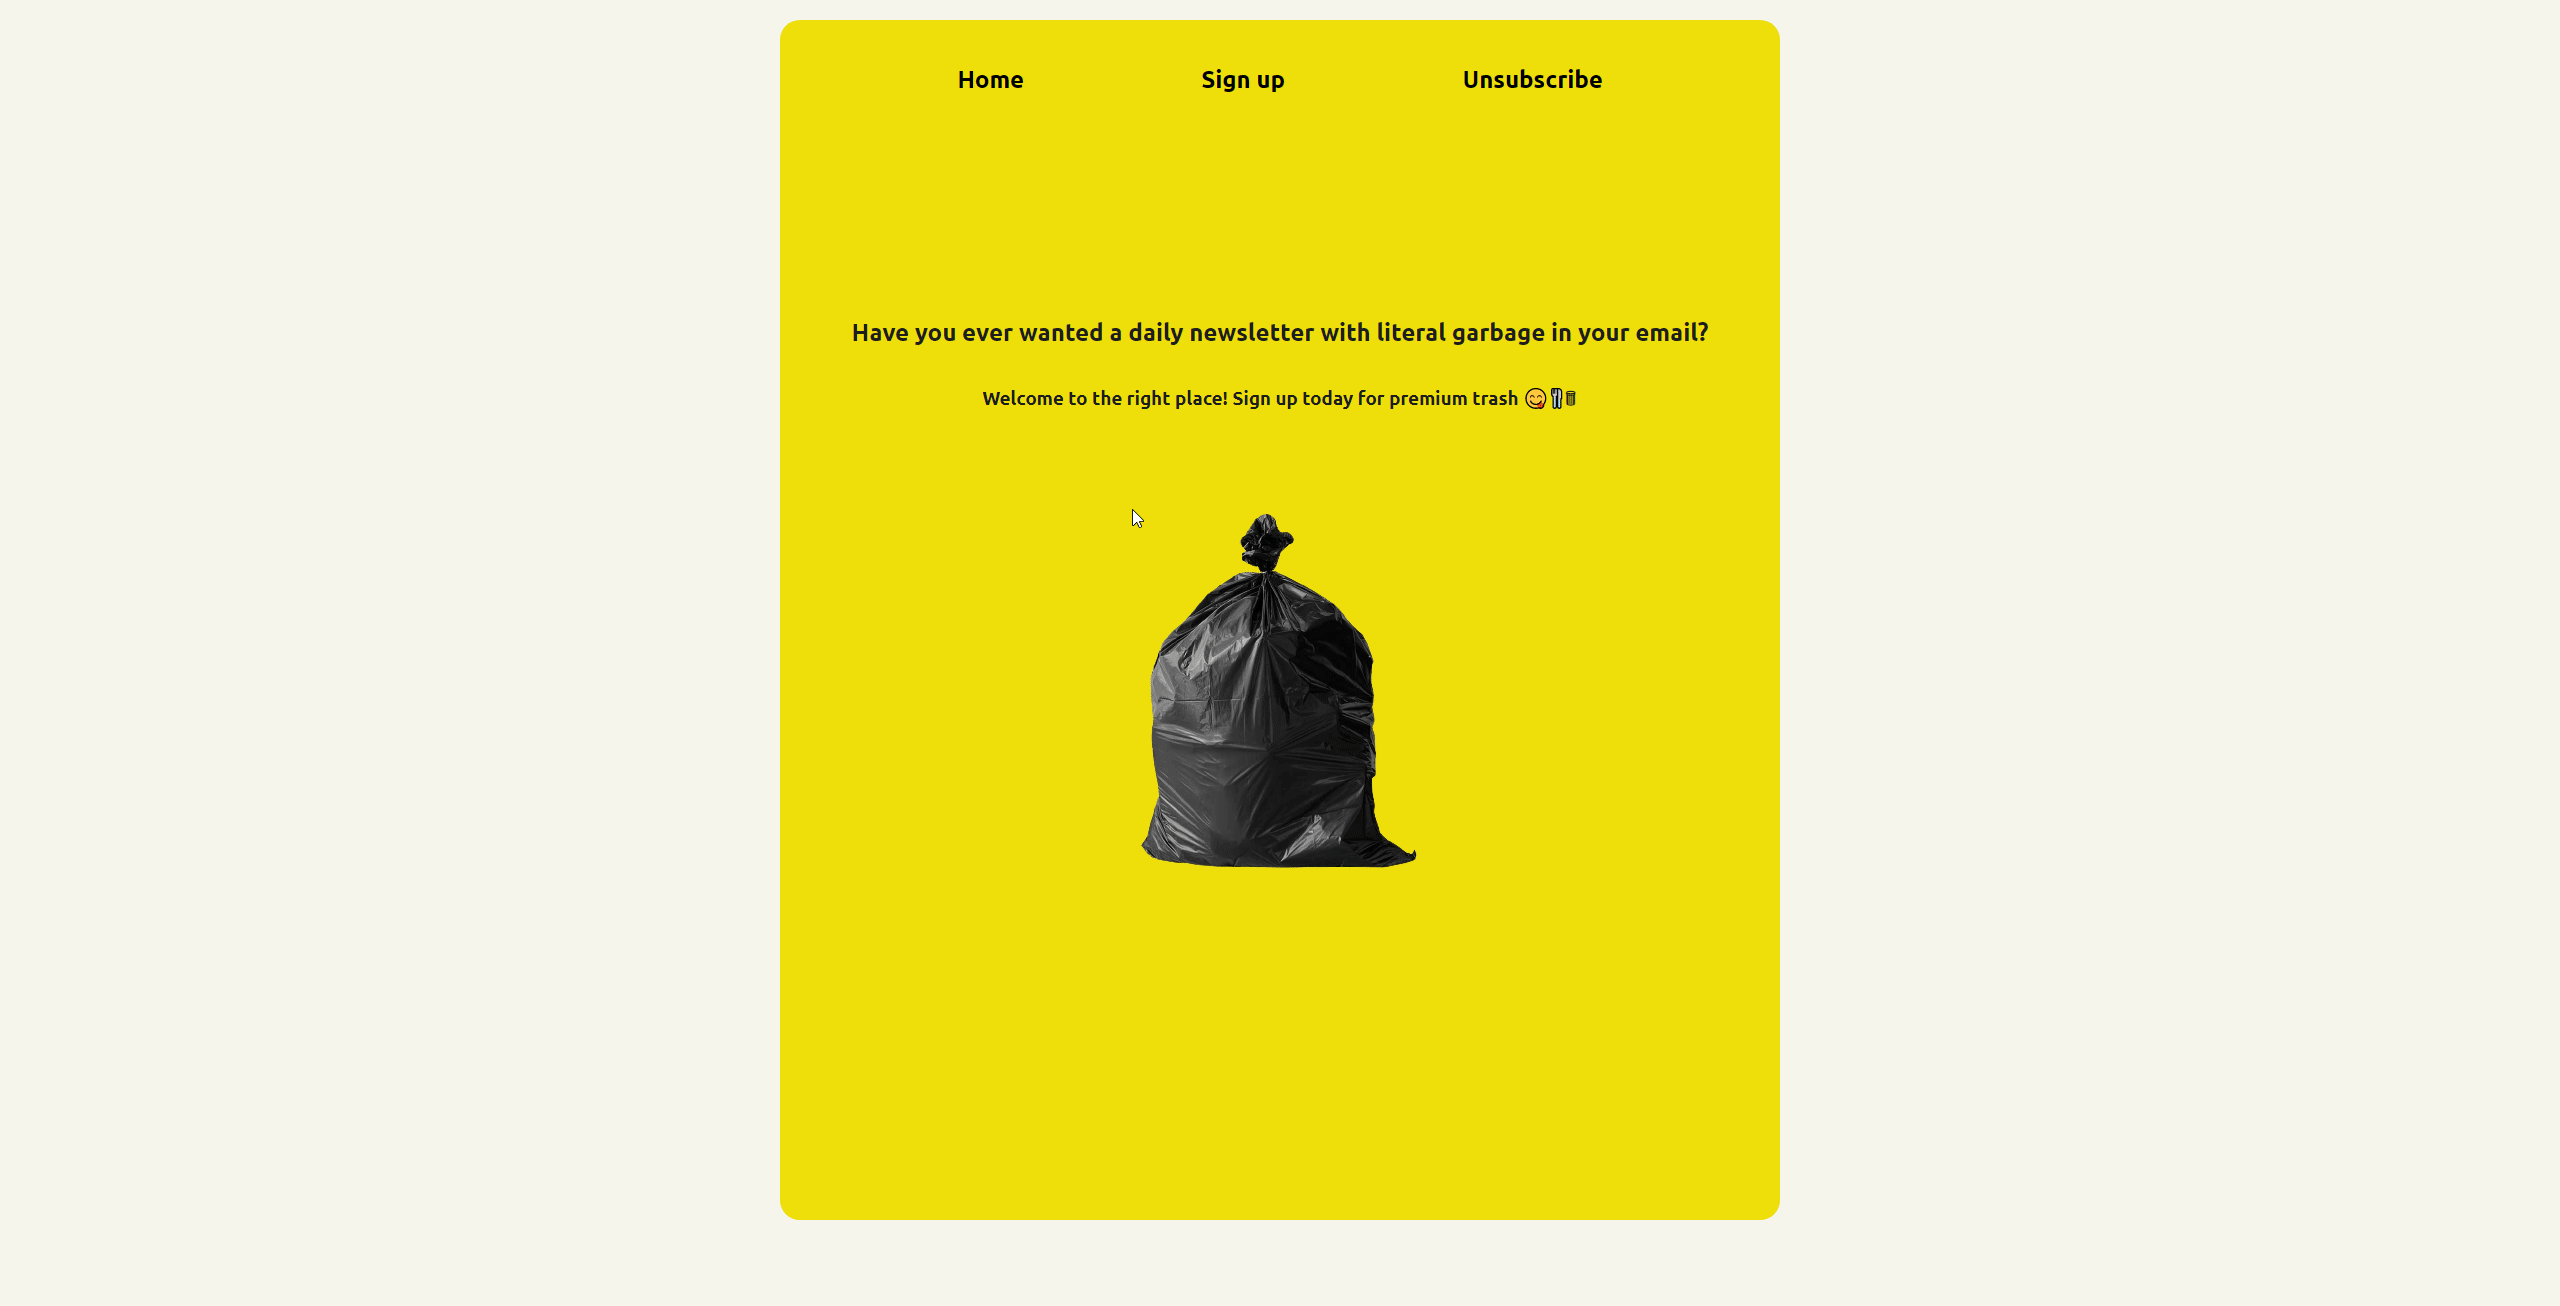 Home
Sign up
Unsubscribe
Have you ever wanted a daily newsletter with literal garbage in your email?
Welcome to the right place! Sign up today for premium trash 😋🍴🗑